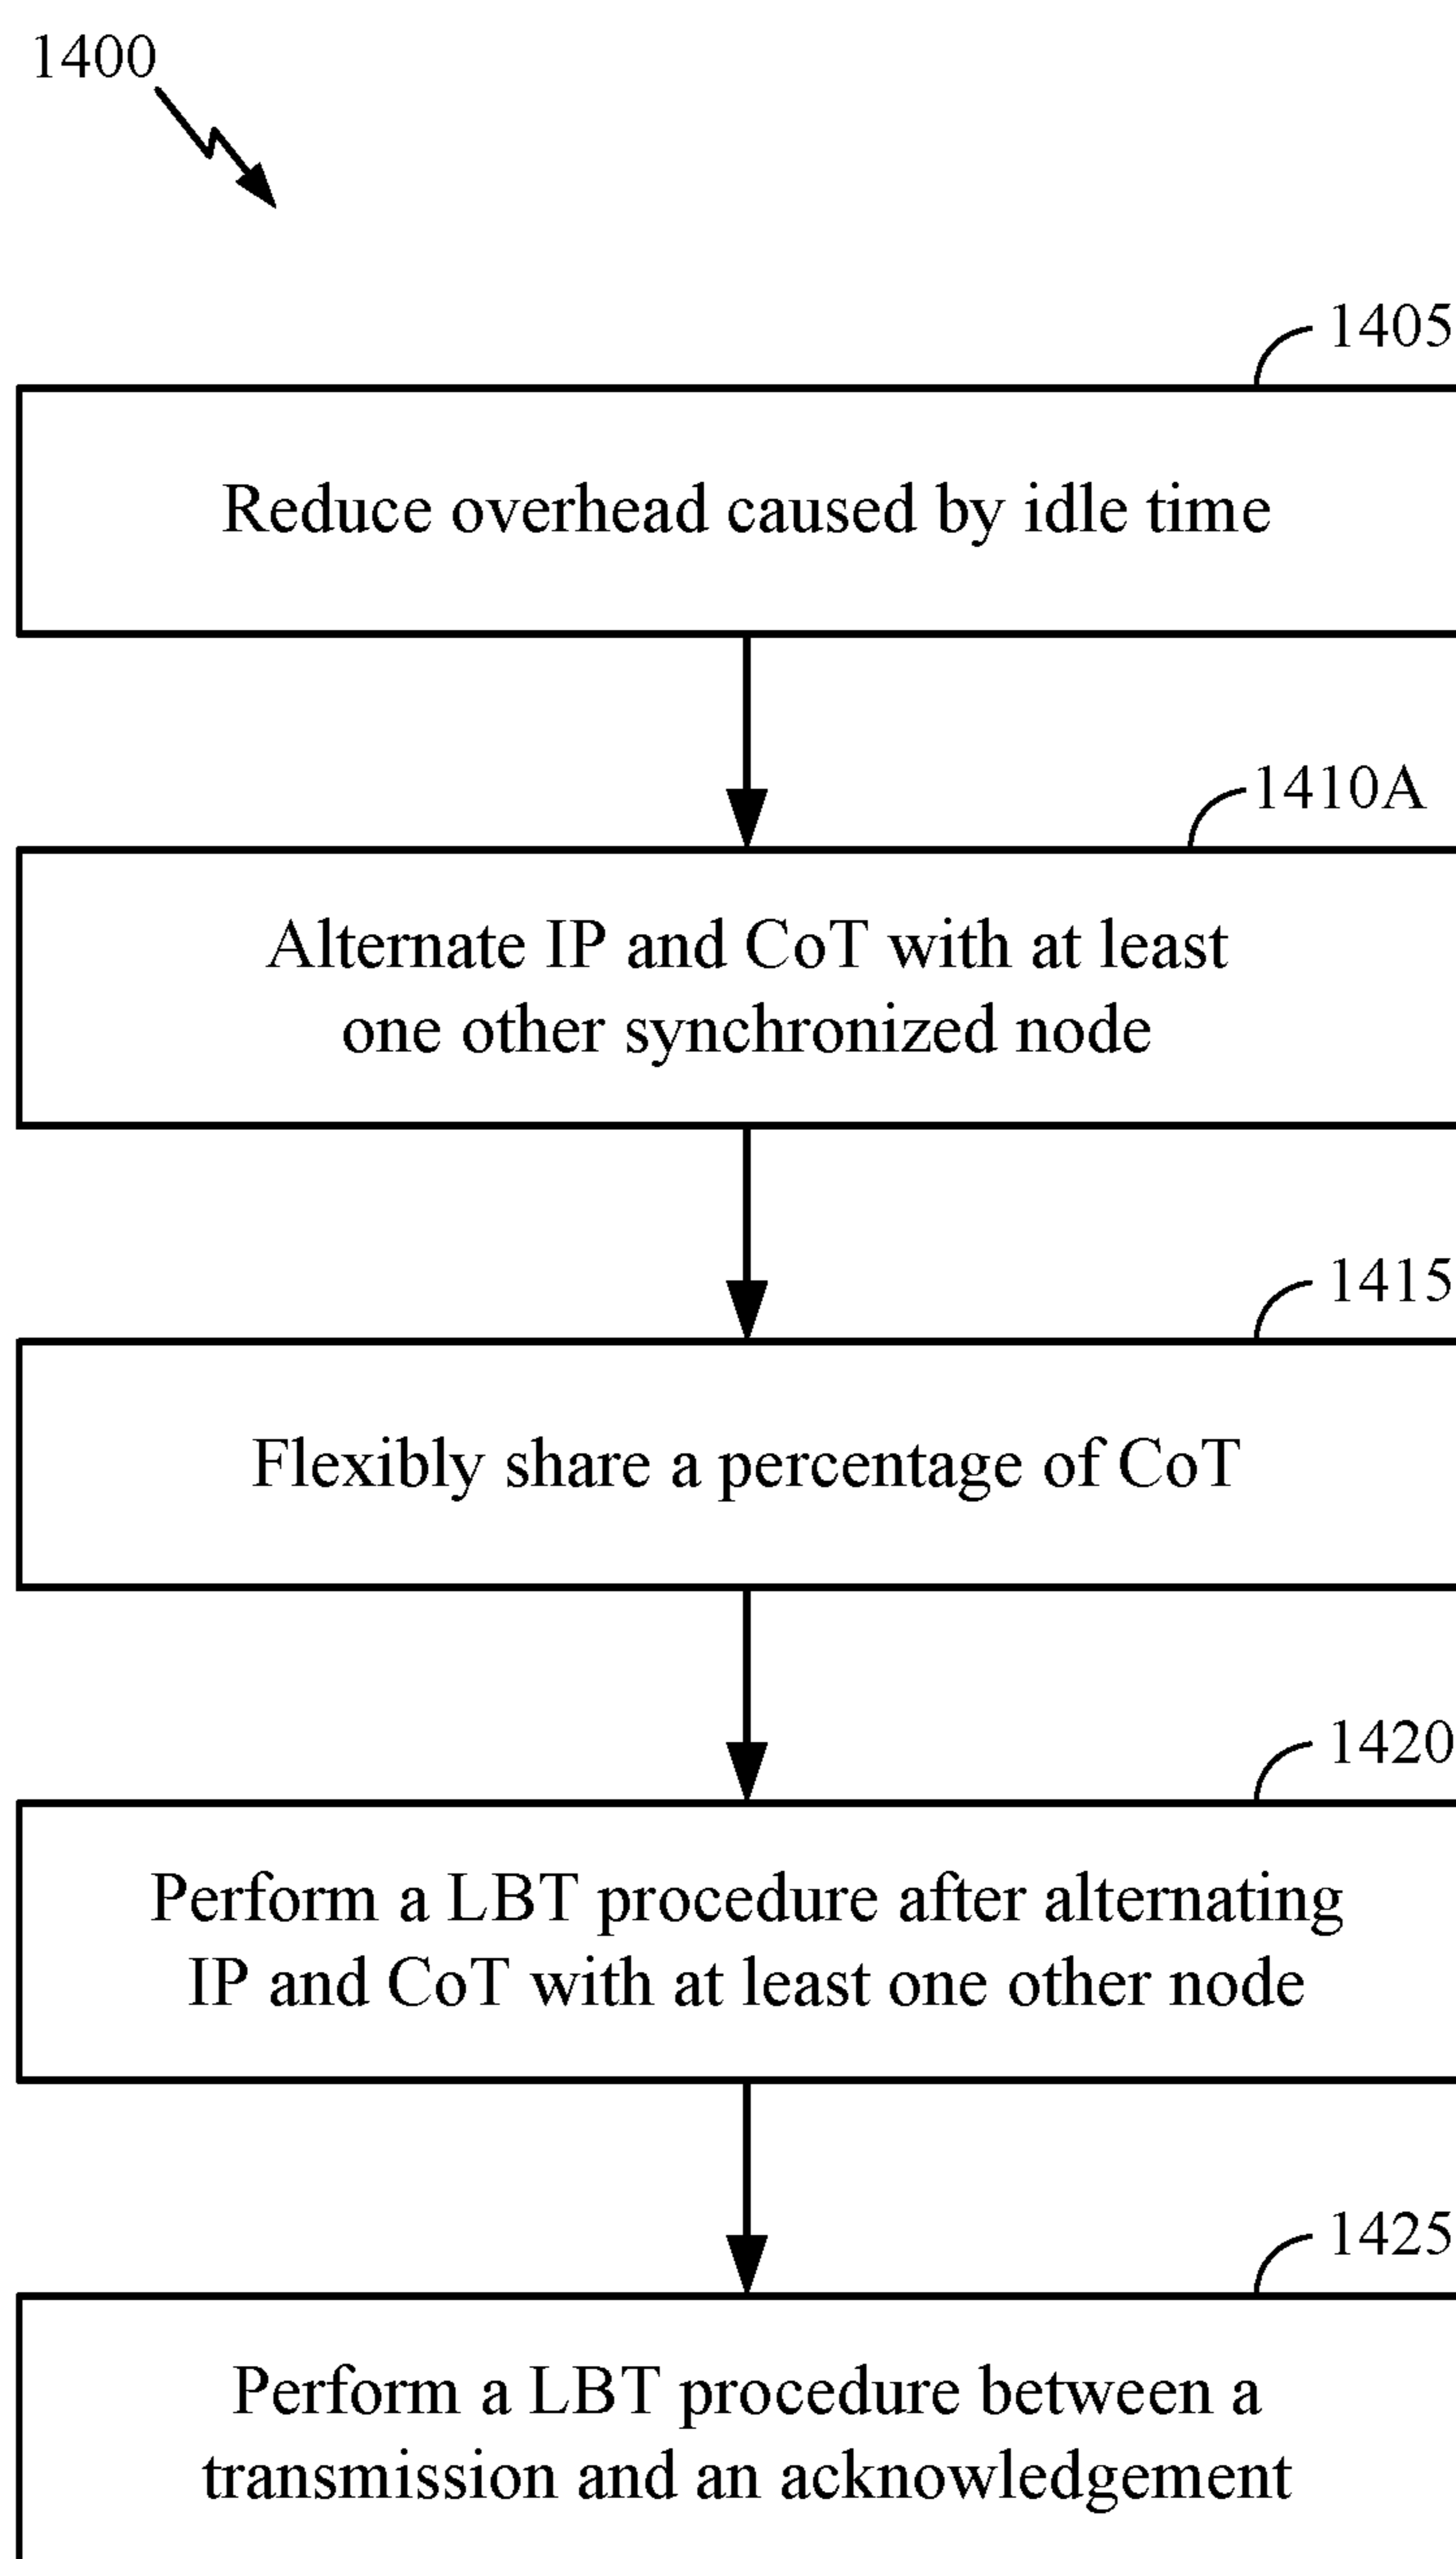 1400
1405
Reduce overhead caused by idle time
1410A
Alternate IP and CoT with at least
one other synchronized node
1415
Flexibly share a percentage of CoT
1420
Perform a LBT procedure after alternating
IP and CoT with at least one other node
1425
Perform a LBT procedure between a
transmission and an acknowledgement